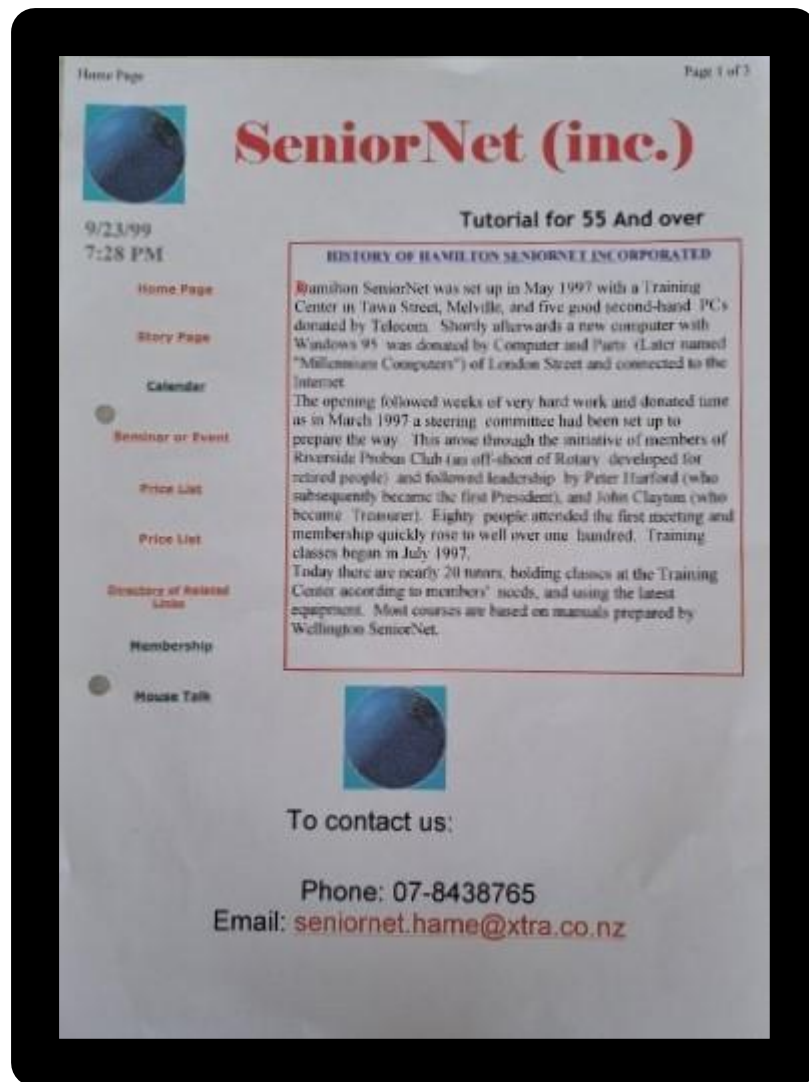 Home Page
Page 1 of 3
SeniorNet (inc.)
Tutorial for 55 And over
9/23/99
7:28 PM
Home Page
Story Page
Calendar
Seminar or Event
Price List
Price List
Directory of Related
Links
Membership
Mouse Talk
HISTORY OF HAMILTON SENIORNET INCORPORATED
Hamilton SeniorNet was set up in May 1997 with a Training
Center in Tawa Street, Melville, and five good second-hand PCs
donated by Telecom. Shortly afterwards a new computer with
Windows 95 was donated by Computer and Parts (Later named
"Millennium Computers") of London Street and connected to the
Internet
The opening followed weeks of very hard work and donated time
as in March 1997 a steering committee had been set up to
prepare the way. This arose through the initiative of members of
Riverside Probus Club (an off-shoot of Rotary developed for
retired people) and followed leadership by Peter Hurford (who
subsequently became the first President), and John Clayton (who
became Treasurer). Eighty people attended the first meeting and
membership quickly rose to well over one hundred. Training
classes began in July 1997.
Today there are nearly 20 tutors, holding classes at the Training
Center according to members' needs, and using the latest
equipment. Most courses are based on manuals prepared by
Wellington SeniorNet.
To contact us:
Phone: 07-8438765
Email: seniornet.hame@xtra.co.nz